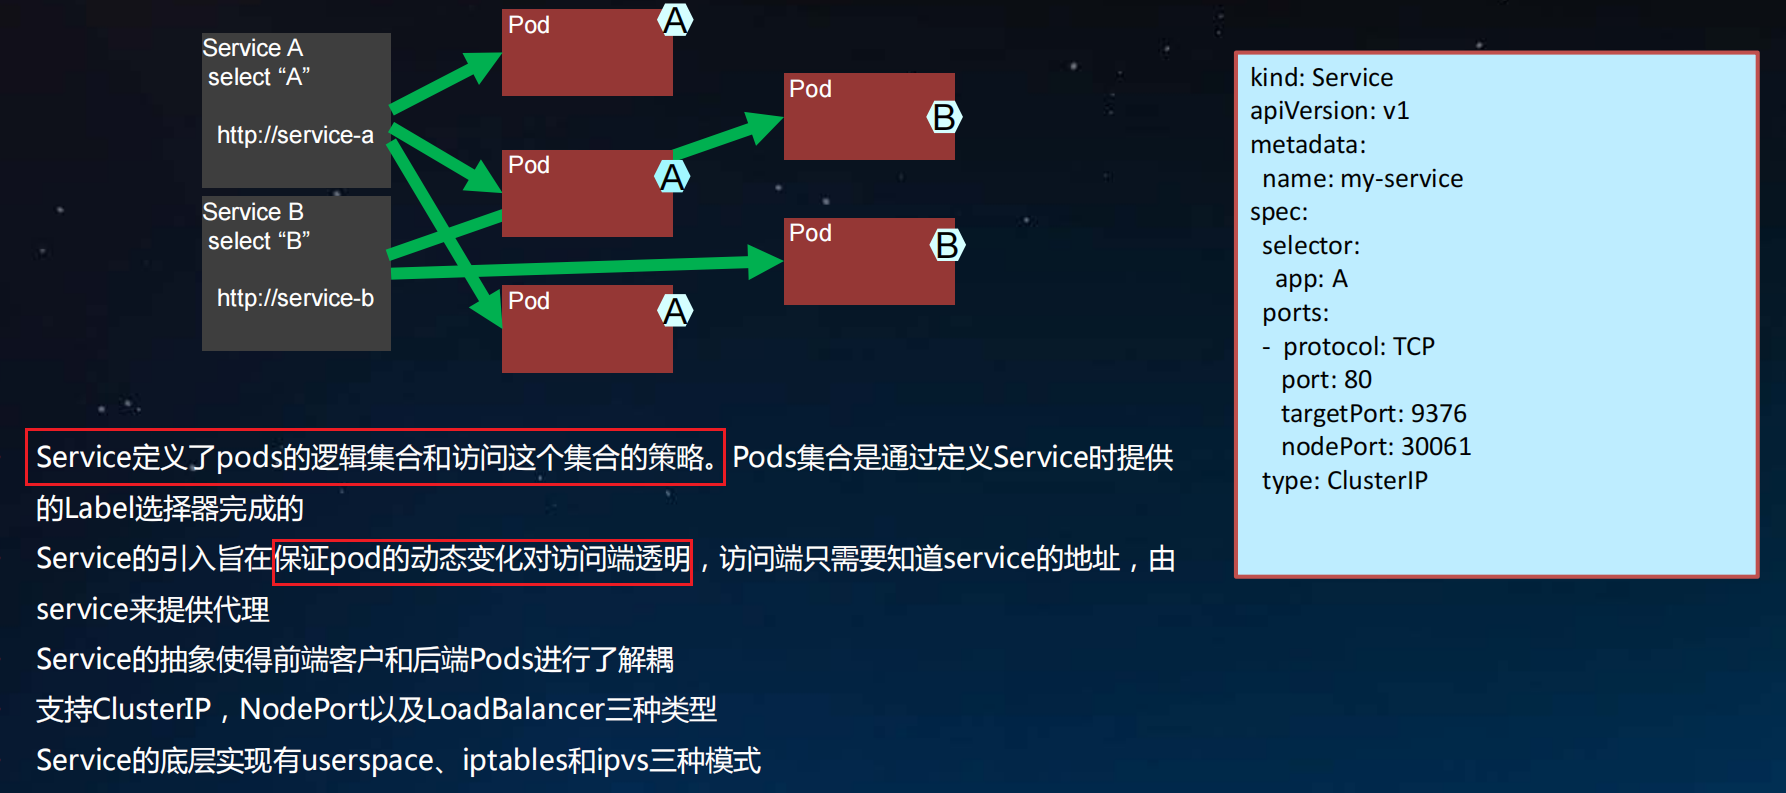 Service A
select “A”
http://service-a
Service B
select “B”
http://service-b
Pod
A
Pod
A
Pod
A
Pod
B
Pod
B
kind: Service
apiVersion: v1
metadata:
name: my-service
spec:
selector:
app: A
ports:
- protocol: TCP
port: 80
targetPort: 9376
nodePort: 30061
type: ClusterIP
Service定义了pods的逻辑集合和访问这个集合的策略。Pods集合是通过定义Service时提供
的Label选择器完成的
Service的引入旨在保证pod的动态变化对访问端透明，访问端只需要知道service的地址，由
service来提供代理
Service的抽象使得前端客户和后端Pods进行了解耦
支持ClusterIP，NodePort以及LoadBalancer三种类型
Service的底层实现有userspace、iptables和ipvs三种模式